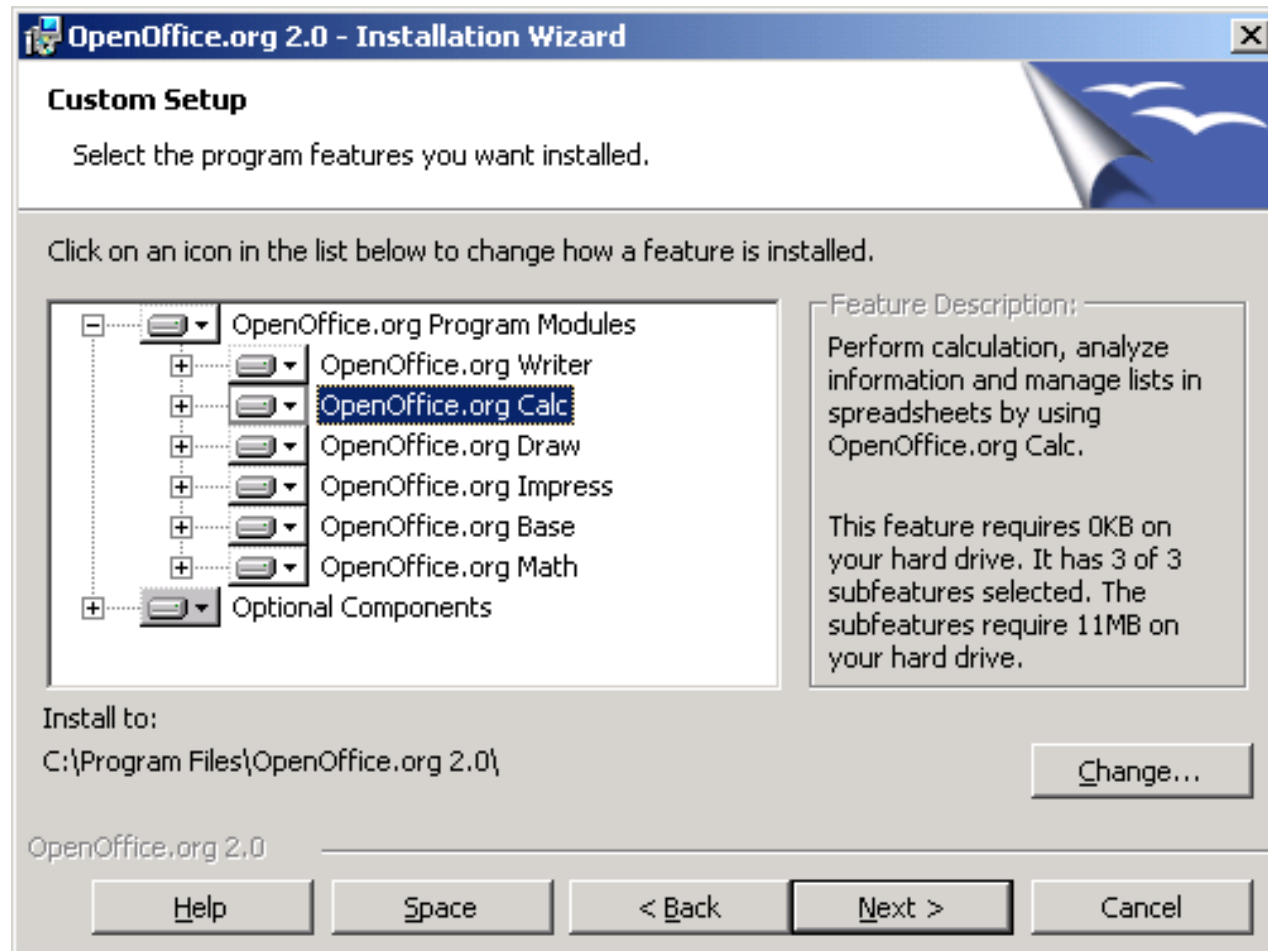 OpenOffice.org 2.0 - Installation Wizard
Custom Setup
Select the program features you want installed.
Click on an icon in the list below to change how a feature is installed.
OpenOffice.org Program Modules
OpenOffice.org Writer
OpenOffice.org Calc
OpenOffice.org Draw
OpenOffice.org Impress
OpenOffice.org Base
OpenOffice.org Math
Optional Components
Feature Description:
Perform calculation, analyze
information and manage lists in
spreadsheets by using
OpenOffice.org Calc.
This feature requires 0KB on
your hard drive. It has 3 of 3
subfeatures selected. The
subfeatures require 11MB on
your hard drive.
Install to:
C:\Program Files\OpenOffice.org 2.0\
Change...
OpenOffice.org 2.0
Help
Space
< Back
Next >
Cancel